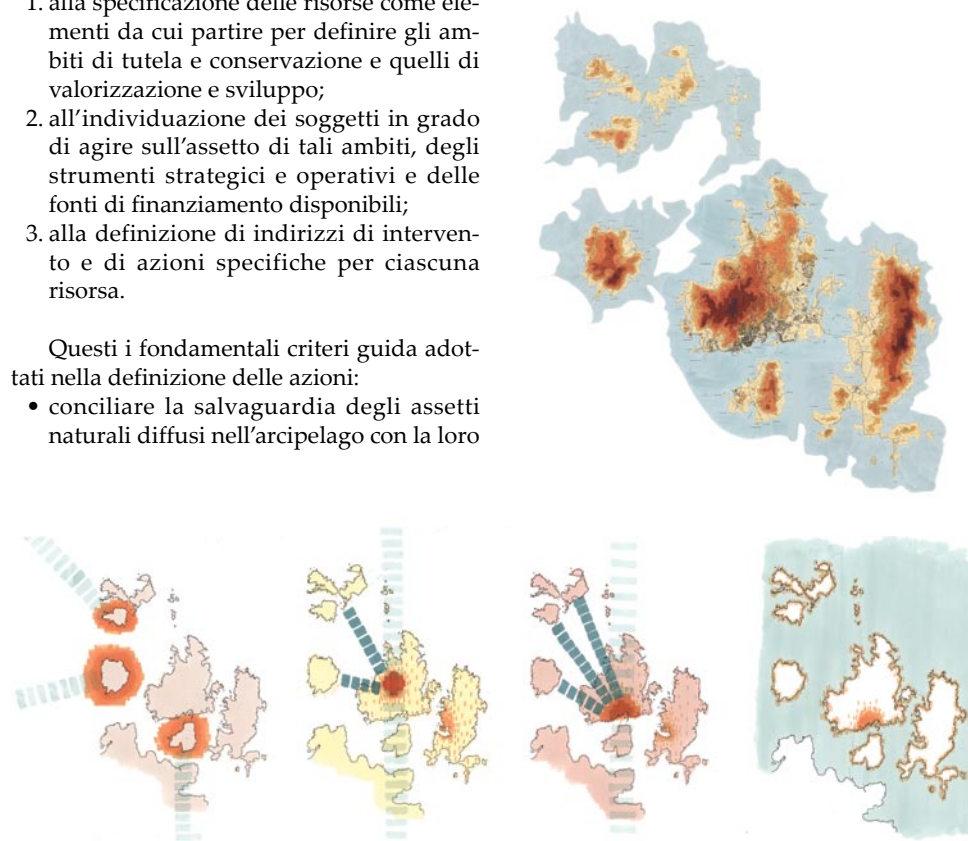 1. alla specificazione delle risorse come ele-
menti da cui partire per definire gli am-
biti di tutela e conservazione e quelli di
valorizzazione e sviluppo;
2. all'individuazione dei soggetti in grado
di agire sull'assetto di tali ambiti, degli
strumenti strategici e operativi e delle
fonti di finanziamento disponibili;
3. alla definizione di indirizzi di interven-
to e di azioni specifiche per ciascuna
risorsa.
Questi i fondamentali criteri guida adot-
tati nella definizione delle azioni:
• conciliare la salvaguardia degli assetti
naturali diffusi nell'arcipelago con la loro